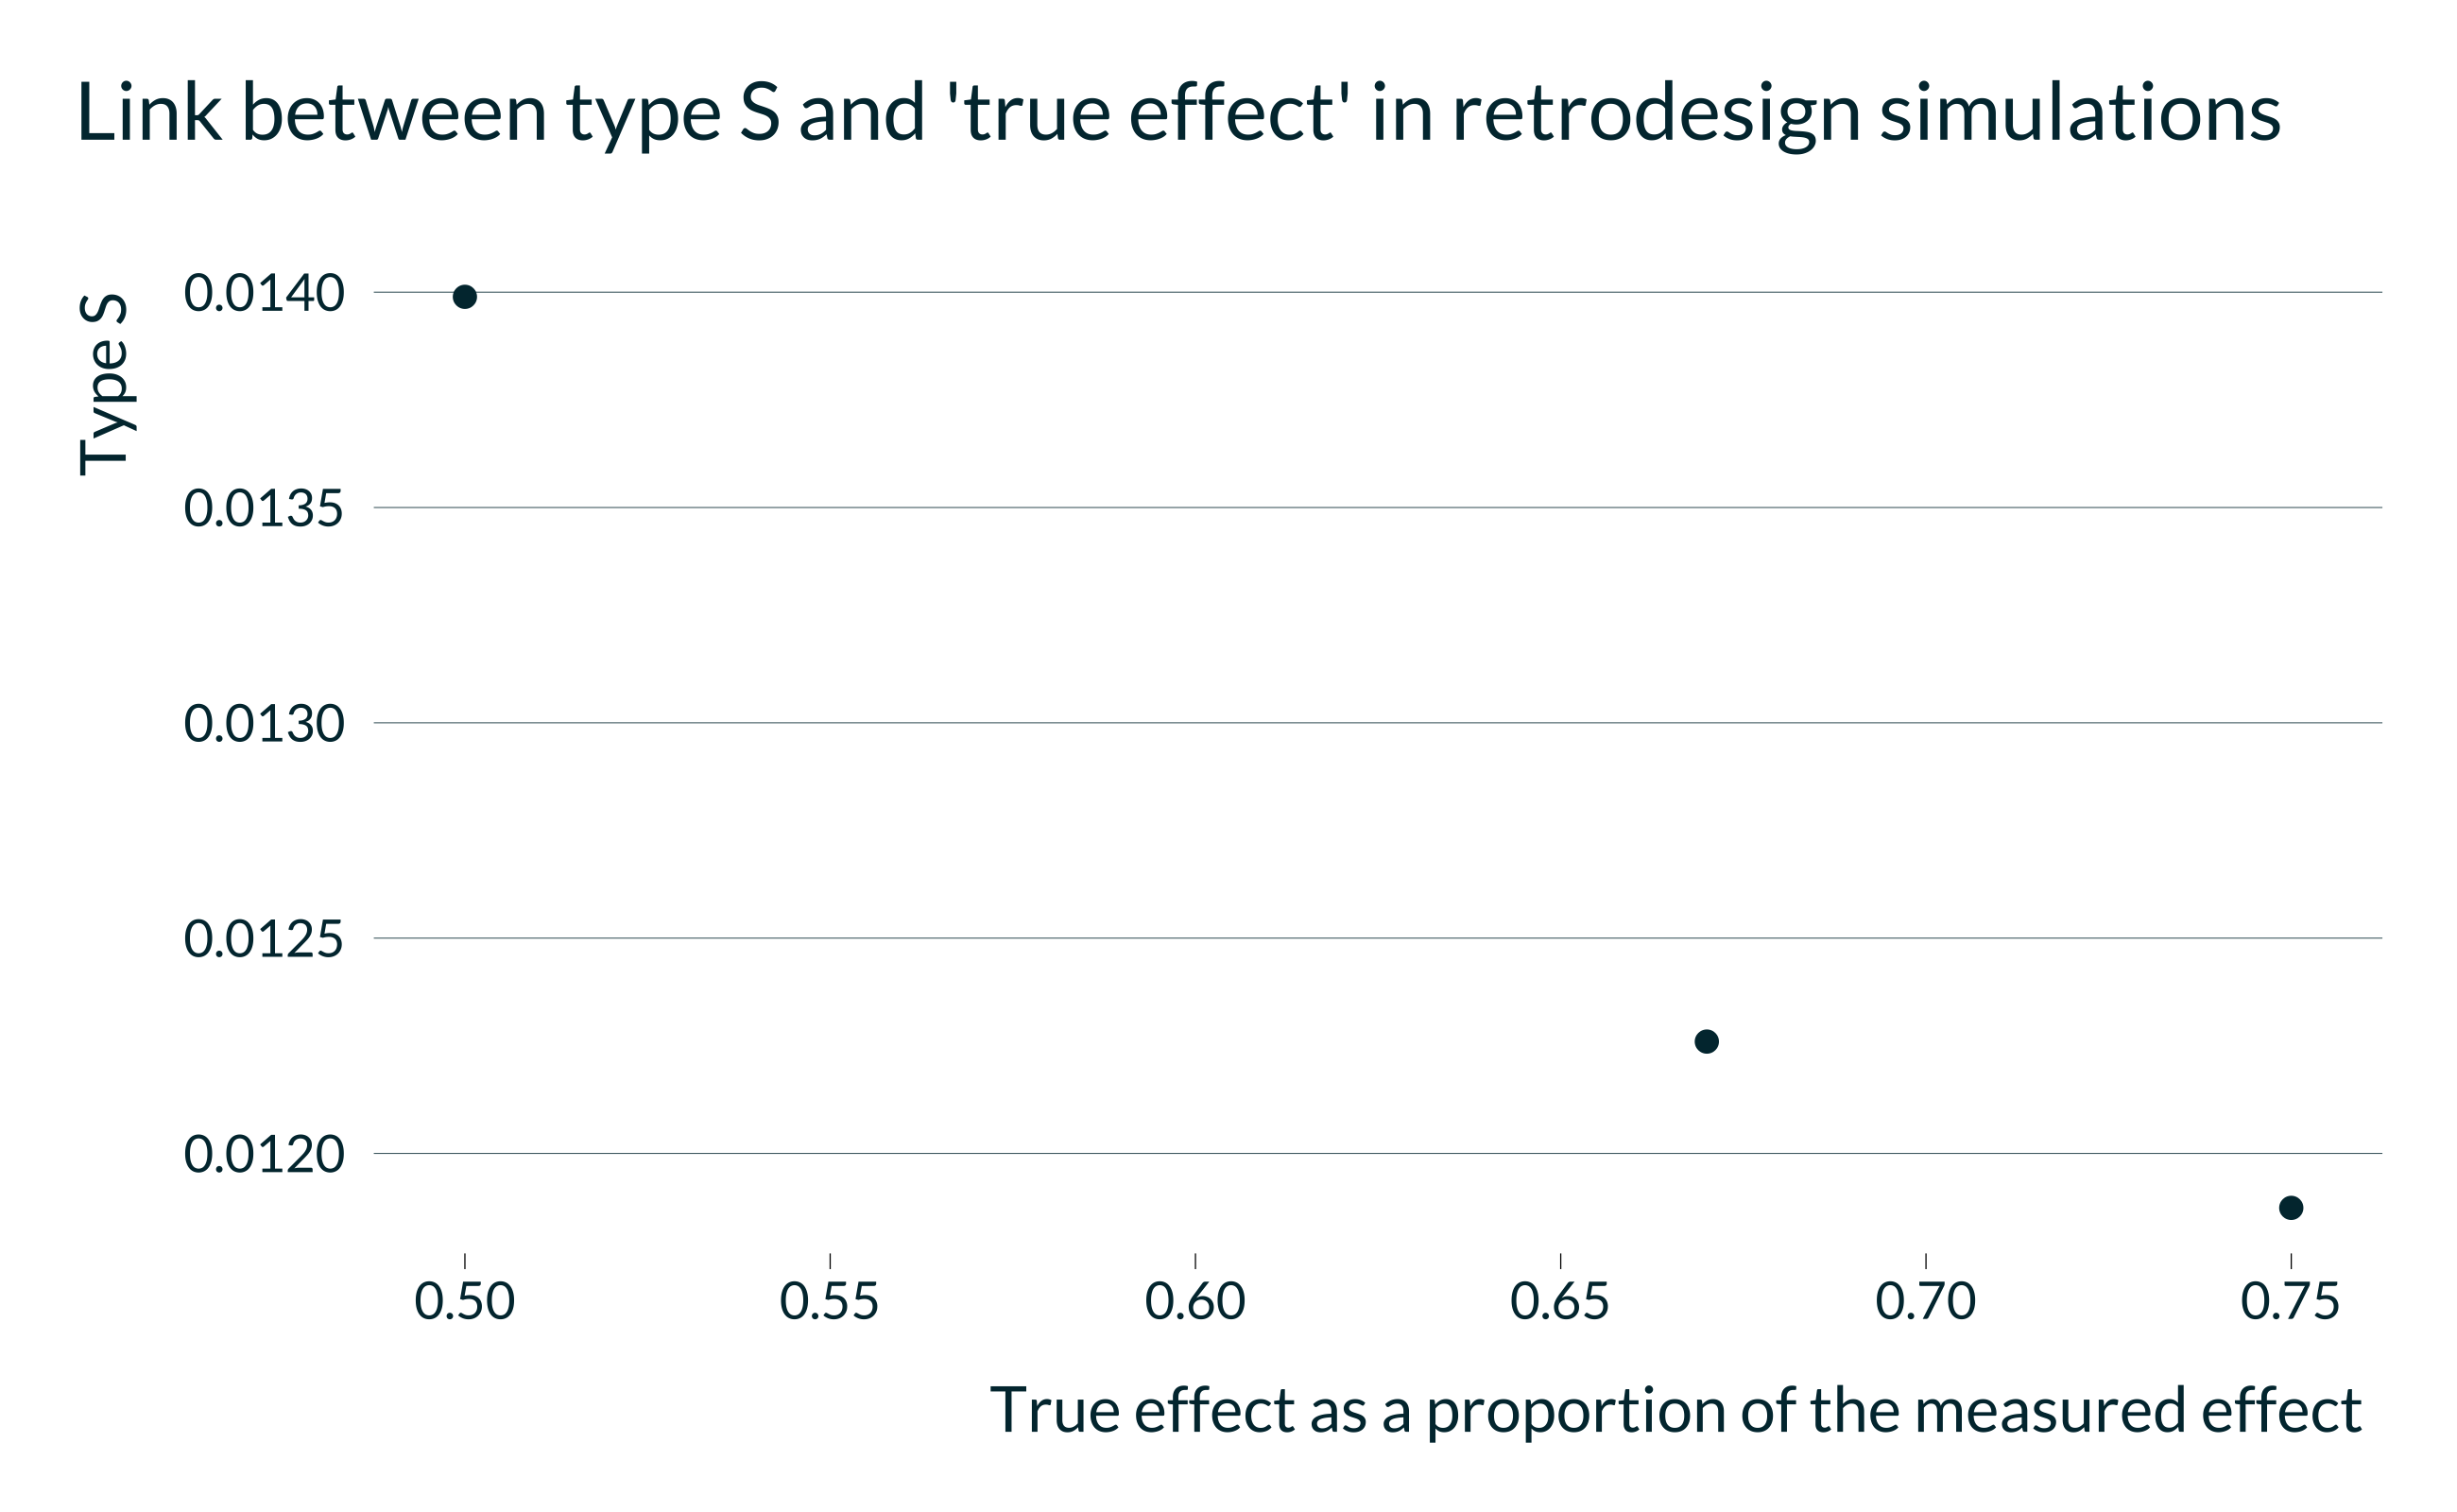 Link between type S and 'true effect' in retrodesign simulations
Type S
0.0140
0.0135
0.0130
0.0125
0.0120
0.50 0.55 0.60 0.65 0.70 0.75
True effect as a proportion of the measured effect